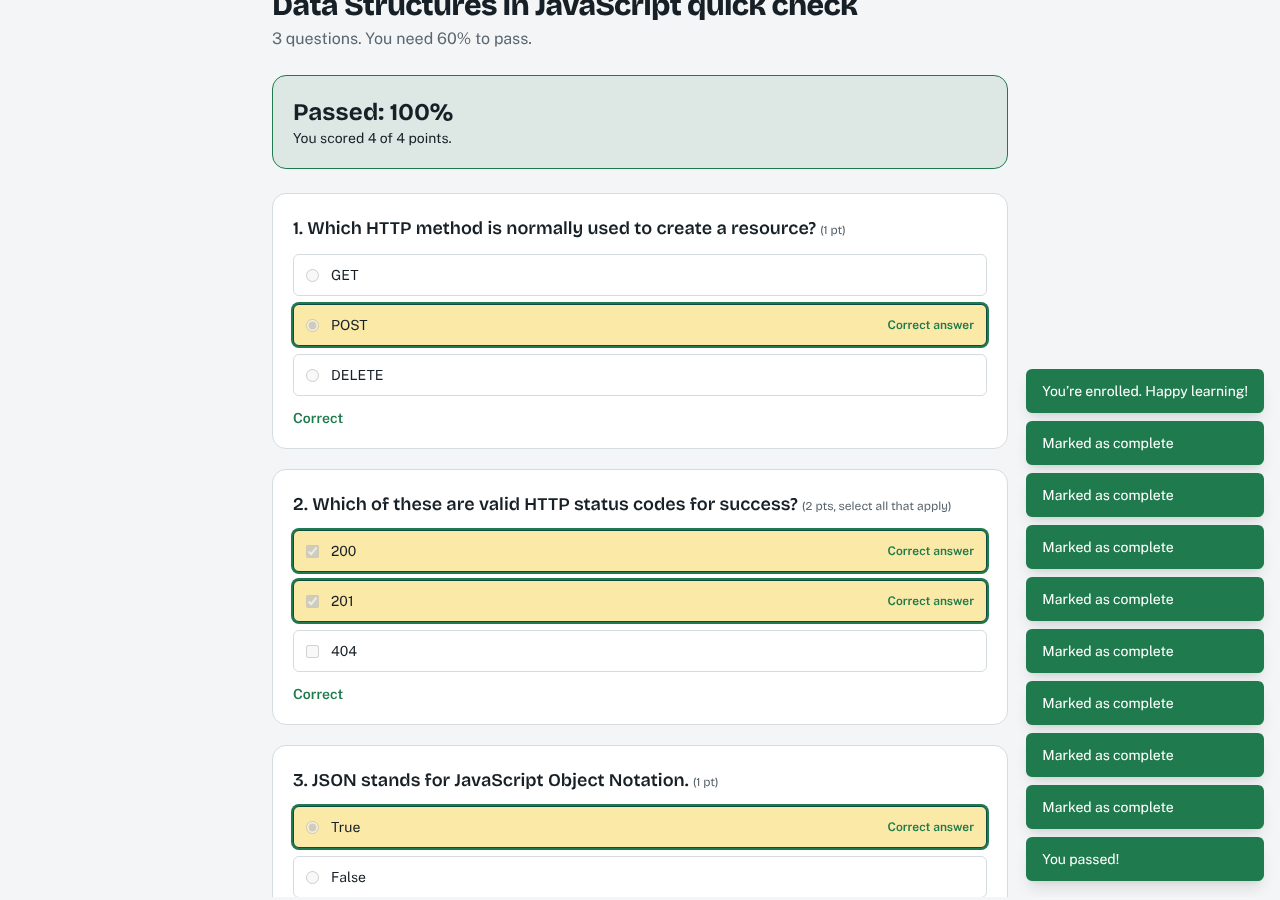 Data Structures in JavaScript quick check
3 questions. You need 60% to pass.
Passed: 100%
You scored 4 of 4 points.
1. Which HTTP method is normally used to create a resource? (1 pt)
GET
POST Correct answer
DELETE
Correct
2. Which of these are valid HTTP status codes for success? (2 pts, select all that apply)
200 Correct answer
201 Correct answer
404
Correct
3. JSON stands for JavaScript Object Notation. (1 pt)
True Correct answer
False
You're enrolled. Happy learning!
Marked as complete
Marked as complete
Marked as complete
Marked as complete
Marked as complete
Marked as complete
Marked as complete
Marked as complete
You passed!